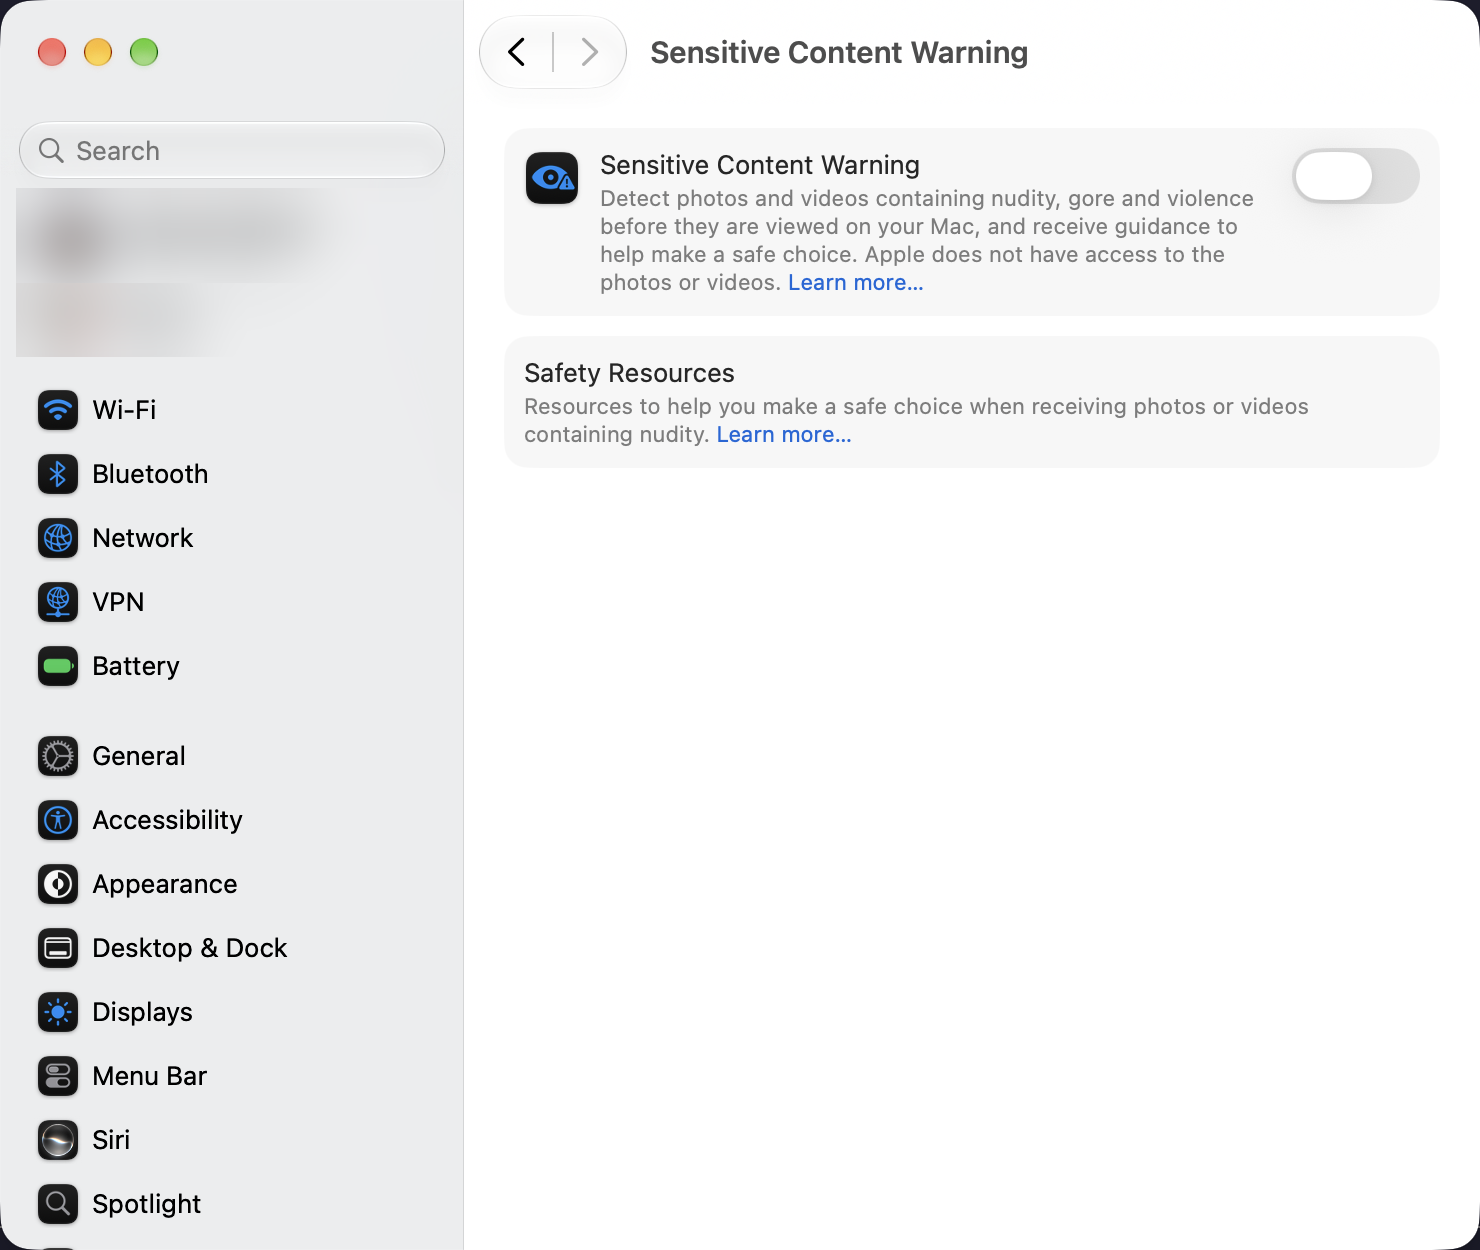 Search
Wi-Fi
Bluetooth
Network
VPN
Battery
General
Accessibility
Appearance
Desktop & Dock
Displays
Menu Bar
Siri
Spotlight
Sensitive Content Warning
Sensitive Content Warning
Detect photos and videos containing nudity, gore and violence
before they are viewed on your Mac, and receive guidance to
help make a safe choice. Apple does not have access to the
photos or videos. Learn more...
Safety Resources
Resources to help you make a safe choice when receiving photos or videos
containing nudity. Learn more...